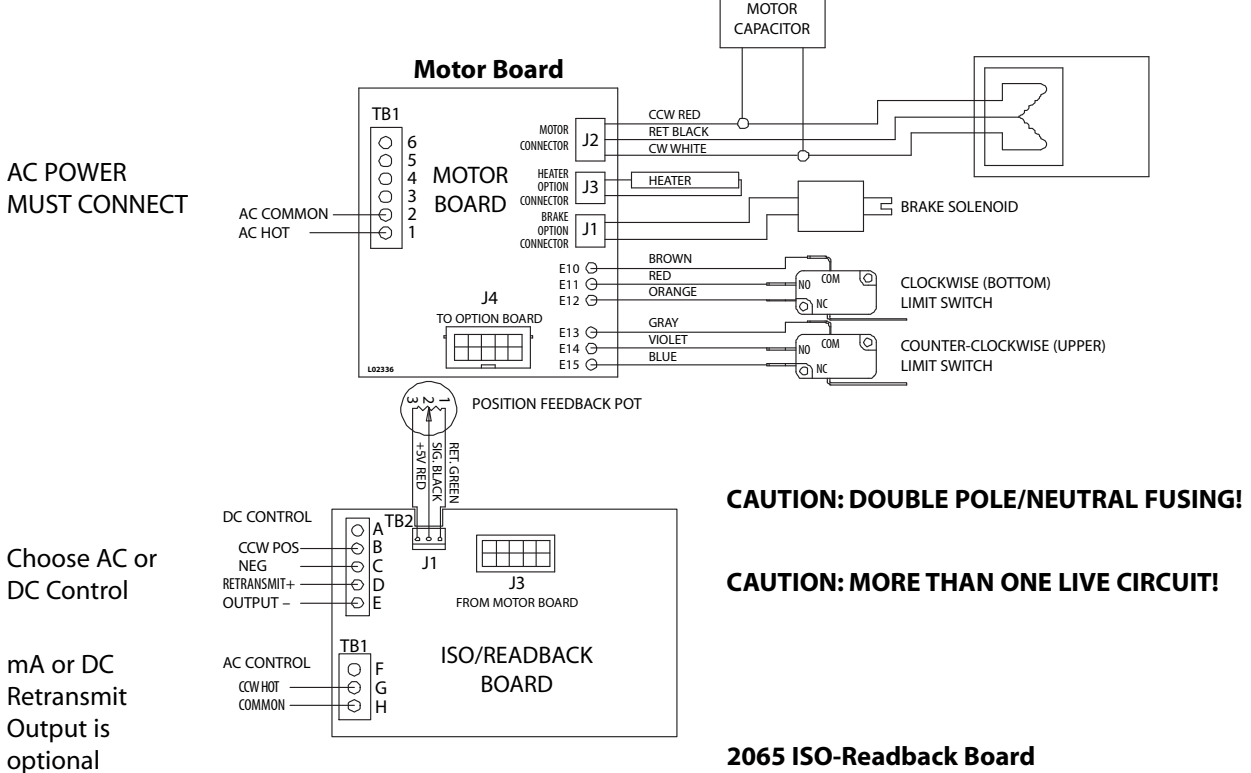 MOTOR
CAPACITOR
Motor Board
TB1
6
5
4
3
2
1
AC POWER
MUST CONNECT
AC COMMON
AC HOT
MOTOR
BOARD
MOTOR
CONNECTOR
J2
HEATER
OPTION
CONNECTOR
J3
BRAKE
OPTION
CONNECTOR
J1
CCW RED
RET BLACK
CW WHITE
HEATER
BRAKE SOLENOID
E10
E11
E12
BROWN
RED
ORANGE
COM
NO
NC
CLOCKWISE (BOTTOM)
LIMIT SWITCH
J4
TO OPTION BOARD
E13
E14
E15
GRAY
VIOLET
BLUE
COM
NO
NC
COUNTER-CLOCKWISE (UPPER)
LIMIT SWITCH
L02336
3 2 1
POSITION FEEDBACK POT
+5V RED
SIG. BLACK
RET. GREEN
CAUTION: DOUBLE POLE/NEUTRAL FUSING!
DC CONTROL
TB2
A
B
C
D
E
CCW POS
NEG
RETRANSMIT+
OUTPUT –
J1
J3
FROM MOTOR BOARD
Choose AC or
DC Control
CAUTION: MORE THAN ONE LIVE CIRCUIT!
TB1
AC CONTROL
F
G
H
CCW HOT
COMMON
ISO/READBACK
BOARD
mA or DC
Retransmit
Output is
optional
2065 ISO-Readback Board